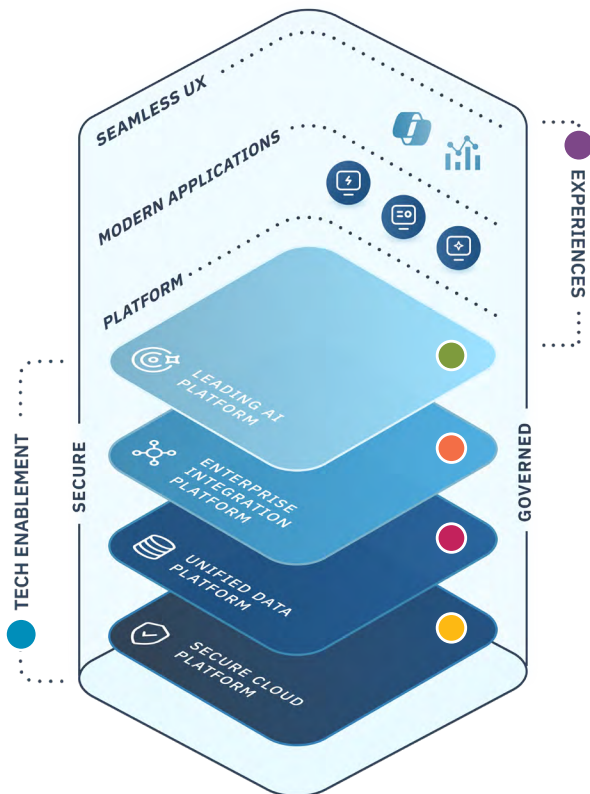 SEAMLESS UX
MODERN APPLICATIONS
PLATFORM
EXPERIENCES
LEADING AI
PLATFORM
ENTERPRISE
INTEGRATION
PLATFORM
UNIFIED DATA
PLATFORM
SECURE CLOUD
PLATFORM
SECURE
GOVERNED
TECH ENABLEMENT